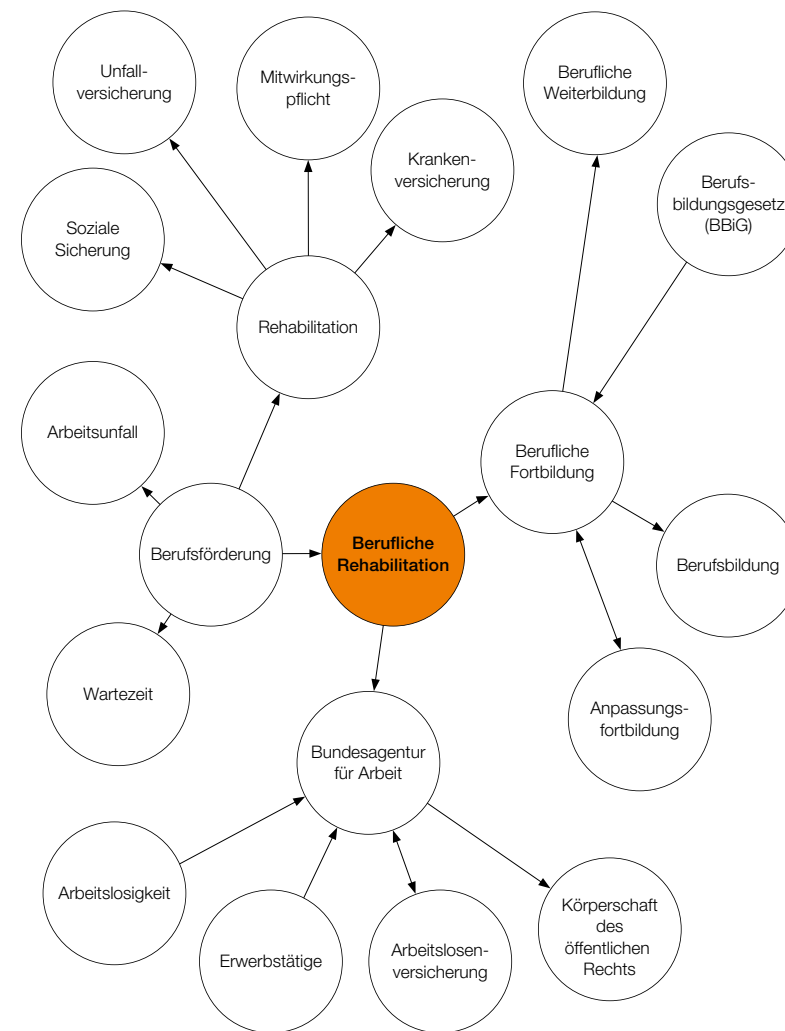 Unfall-
versicherung
Mitwirkungs-
pflicht
Berufliche
Weiterbildung
Kranken-
versicherung
Berufs-
bildungsgesetz
(BBiG)
Soziale
Sicherung
Rehabilitation
Arbeitsunfall
Berufliche
Fortbildung
Berufsförderung
Berufliche
Rehabilitation
Berufsbildung
Wartezeit
Anpassungs-
fortbildung
Bundesagentur
für Arbeit
Arbeitslosigkeit
Erwerbstätige
Arbeitslosen-
versicherung
Körperschaft
des
öffentlichen
Rechts